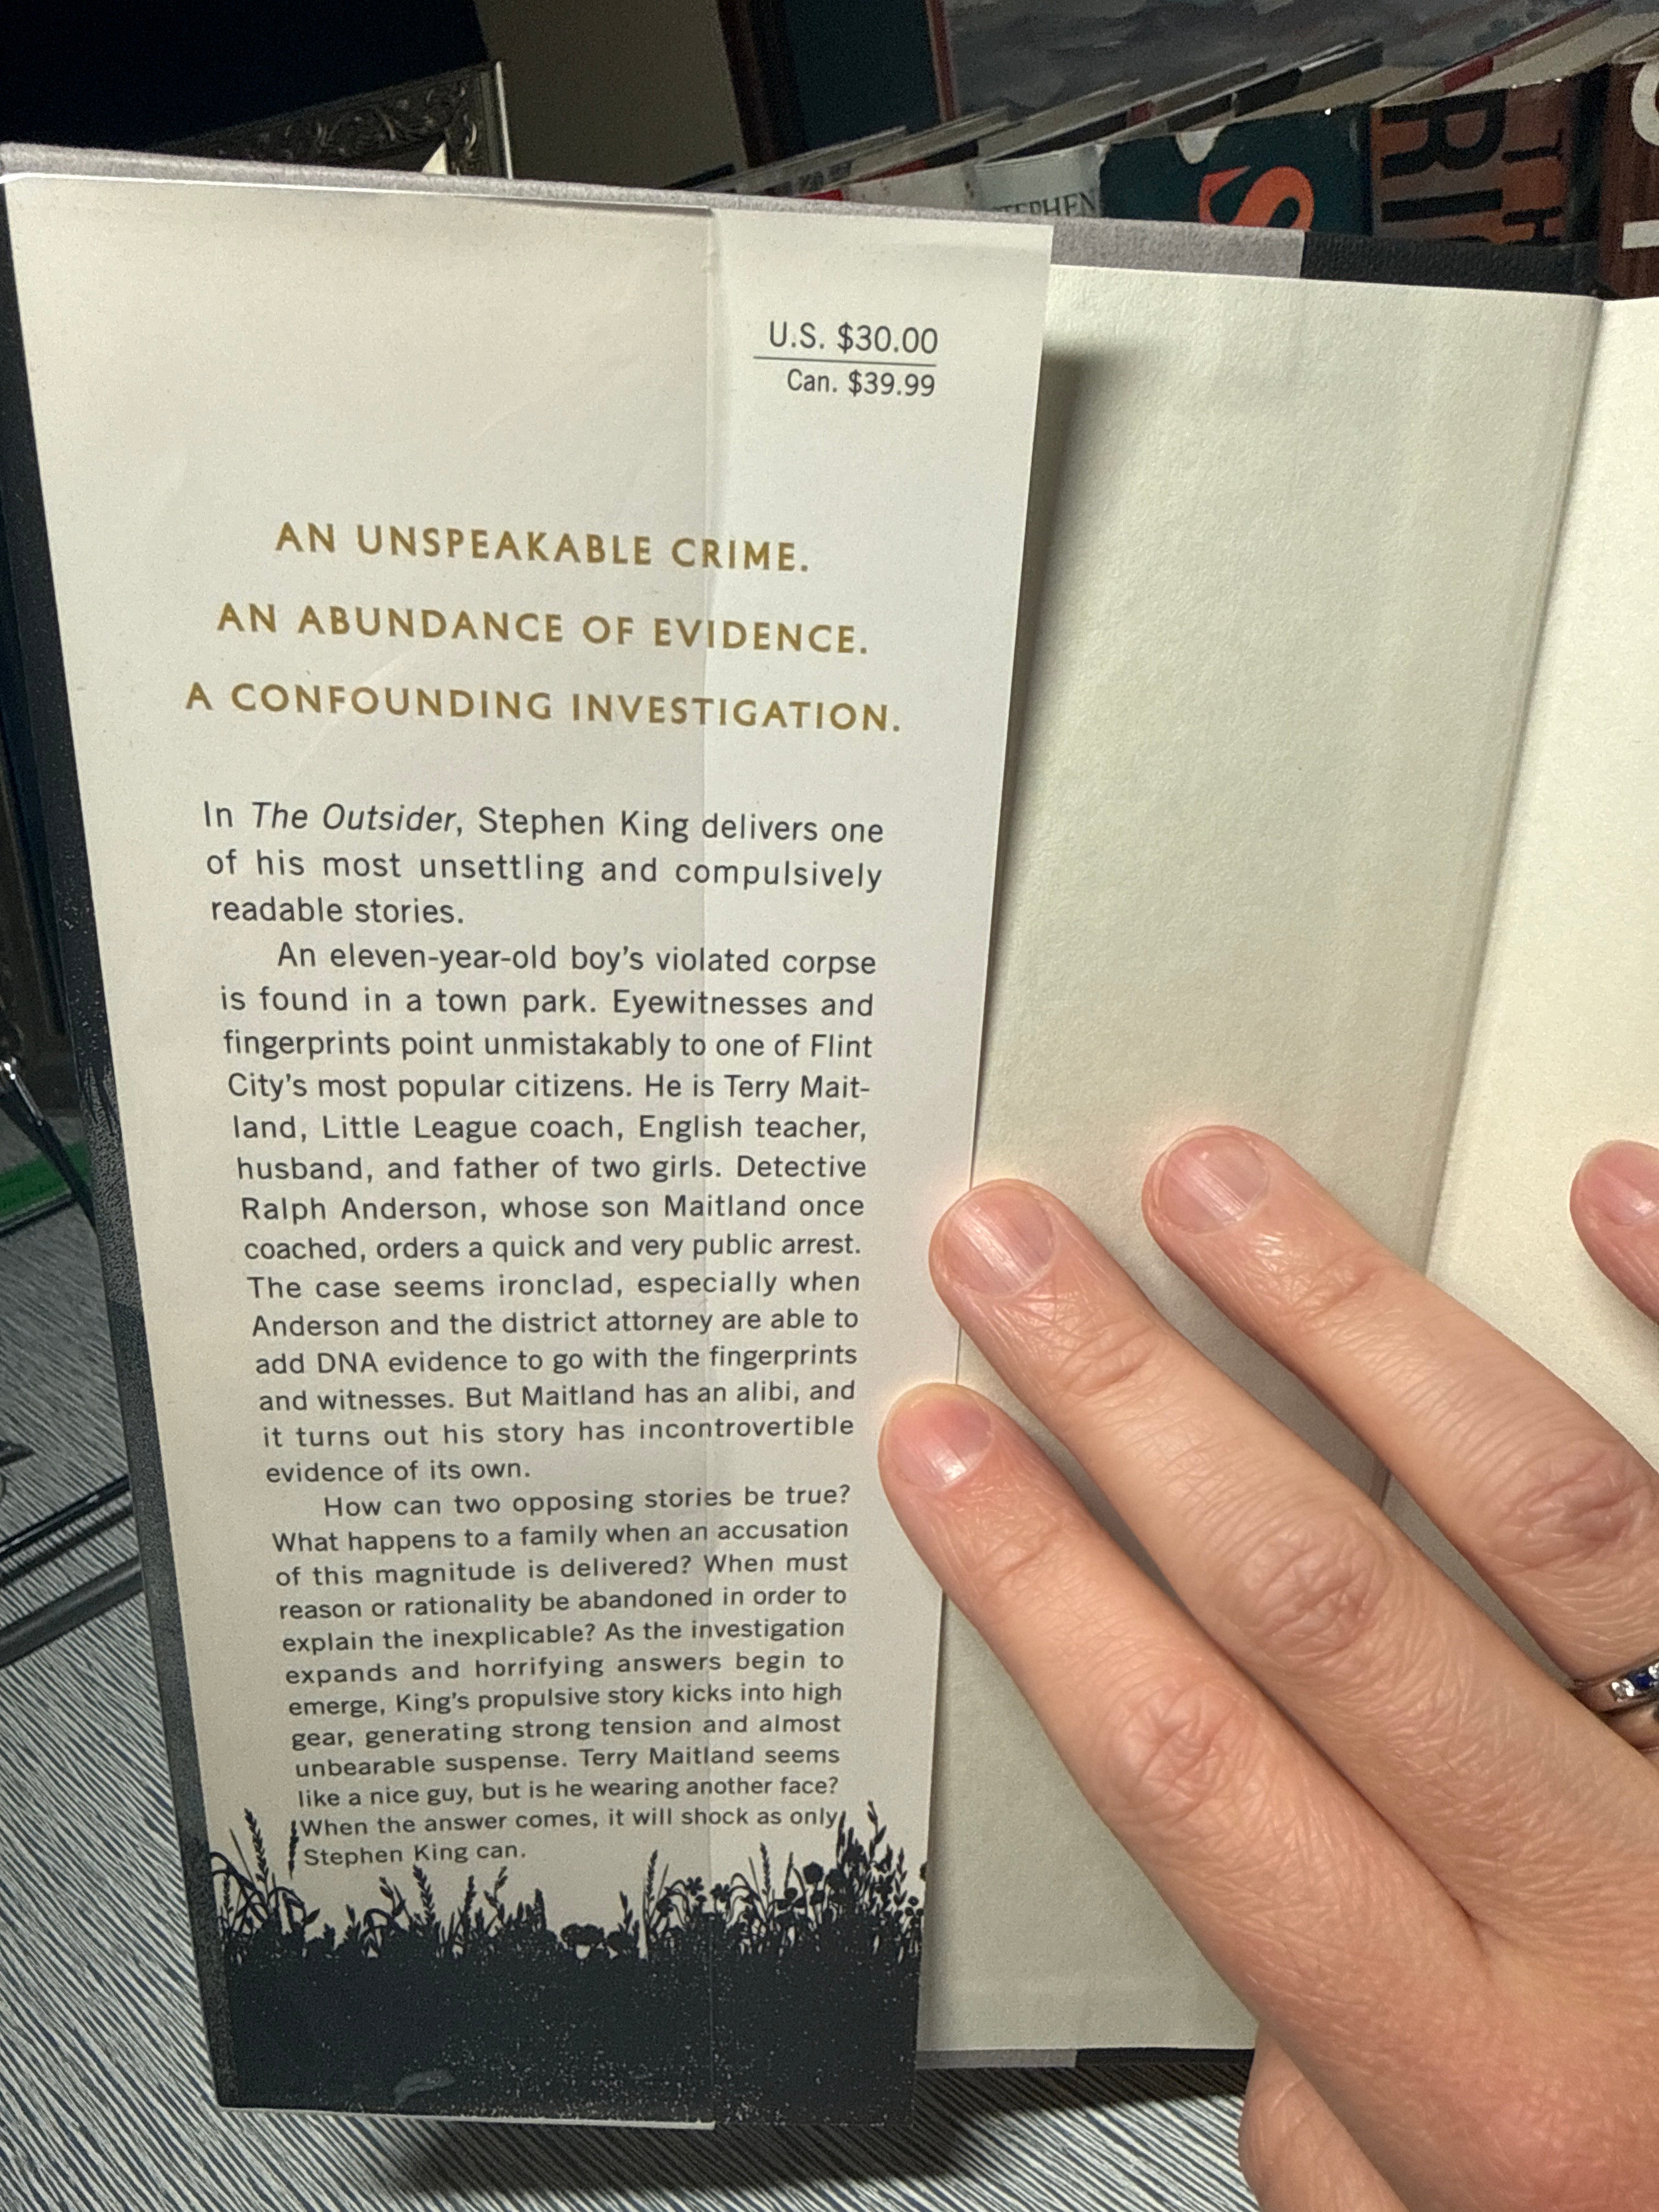 STEPHEN
U.S. $30.00
Can. $39.99
AN UNSPEAKABLE CRIME.
AN ABUNDANCE OF EVIDENCE.
A CONFOUNDING INVESTIGATION.
In The Outsider, Stephen King delivers one
of his most unsettling and compulsively
readable stories.
An eleven-year-old boy's violated corpse
is found in a town park. Eyewitnesses and
fingerprints point unmistakably to one of Flint
City's most popular citizens. He is Terry Mait-
land, Little League coach, English teacher,
husband, and father of two girls. Detective
Ralph Anderson, whose son Maitland once
coached, orders a quick and very public arrest.
The case seems ironclad, especially when
Anderson and the district attorney are able to
add DNA evidence to go with the fingerprints
and witnesses. But Maitland has an alibi, and
it turns out his story has incontrovertible
evidence of its own.
How can two opposing stories be true?
What happens to a family when an accusation
of this magnitude is delivered? When must
reason or rationality be abandoned in order to
explain the inexplicable? As the investigation
expands and horrifying answers begin to
emerge, King's propulsive story kicks into high
gear, generating strong tension and almost
unbearable suspense. Terry Maitland seems
like a nice guy, but is he wearing another face?
When the answer comes, it will shock as only
Stephen King can.